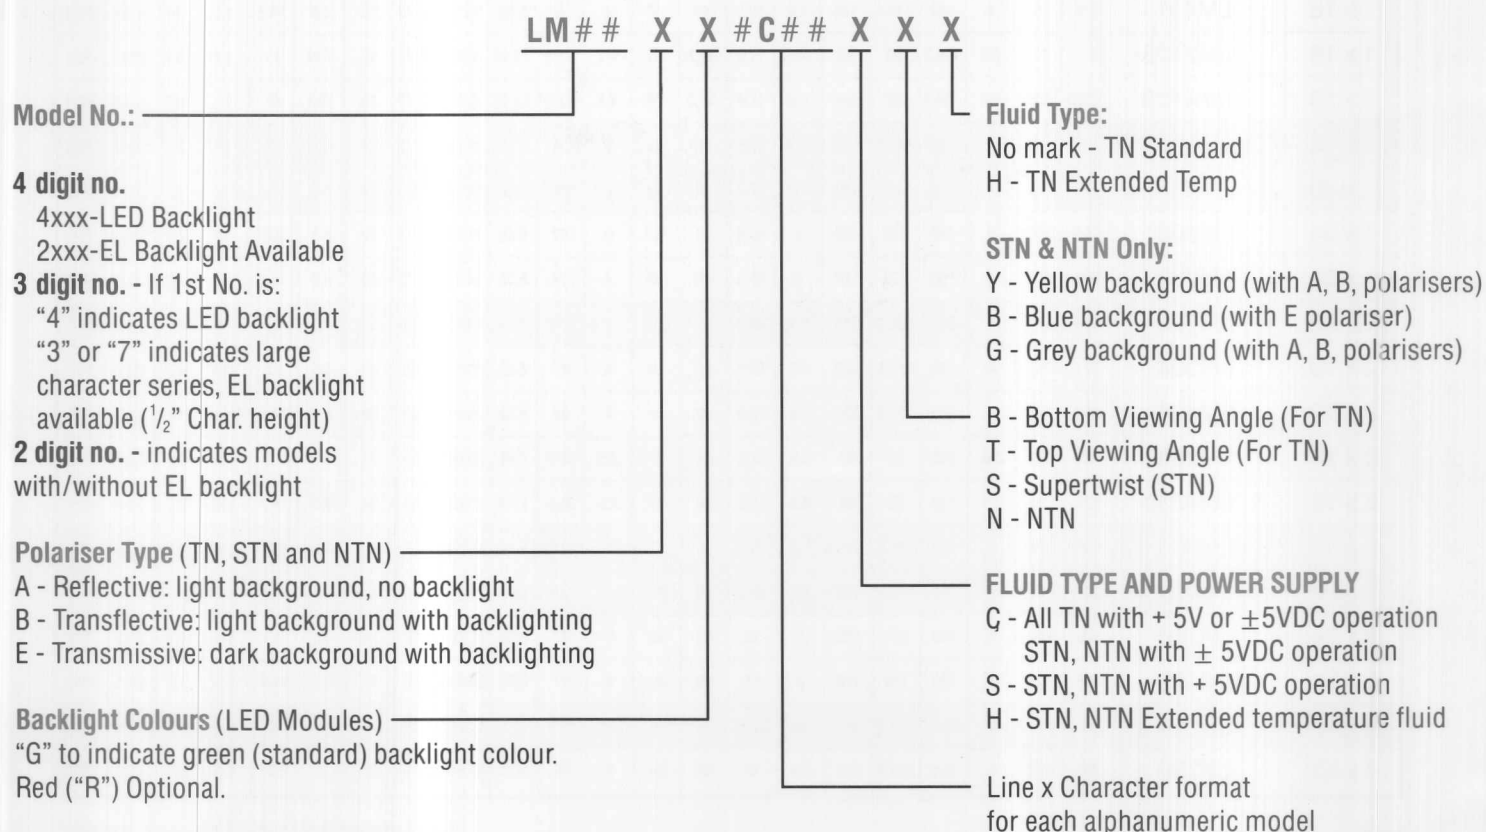 LM## X X #C## X X X
Model No.:
4 digit no.
4xxx-LED Backlight
2xxx-EL Backlight Available
3 digit no. - If 1st No. is:
“4” indicates LED backlight
“3” or “7” indicates large
character series, EL backlight
available (1/2” Char. height)
2 digit no. - indicates models
with/without EL backlight
Polariser Type (TN, STN and NTN)
A - Reflective: light background, no backlight
B - Transflective: light background with backlighting
E - Transmissive: dark background with backlighting
Backlight Colours (LED Modules)
“G” to indicate green (standard) backlight colour.
Red (“R”) Optional.
Fluid Type:
No mark - TN Standard
H - TN Extended Temp
STN & NTN Only:
Y - Yellow background (with A, B, polarisers)
B - Blue background (with E polariser)
G - Grey background (with A, B, polarisers)
B - Bottom Viewing Angle (For TN)
T - Top Viewing Angle (For TN)
S - Supertwist (STN)
N - NTN
FLUID TYPE AND POWER SUPPLY
C - All TN with + 5V or ±5VDC operation
STN, NTN with ± 5VDC operation
S - STN, NTN with + 5VDC operation
H - STN, NTN Extended temperature fluid
Line x Character format
for each alphanumeric model